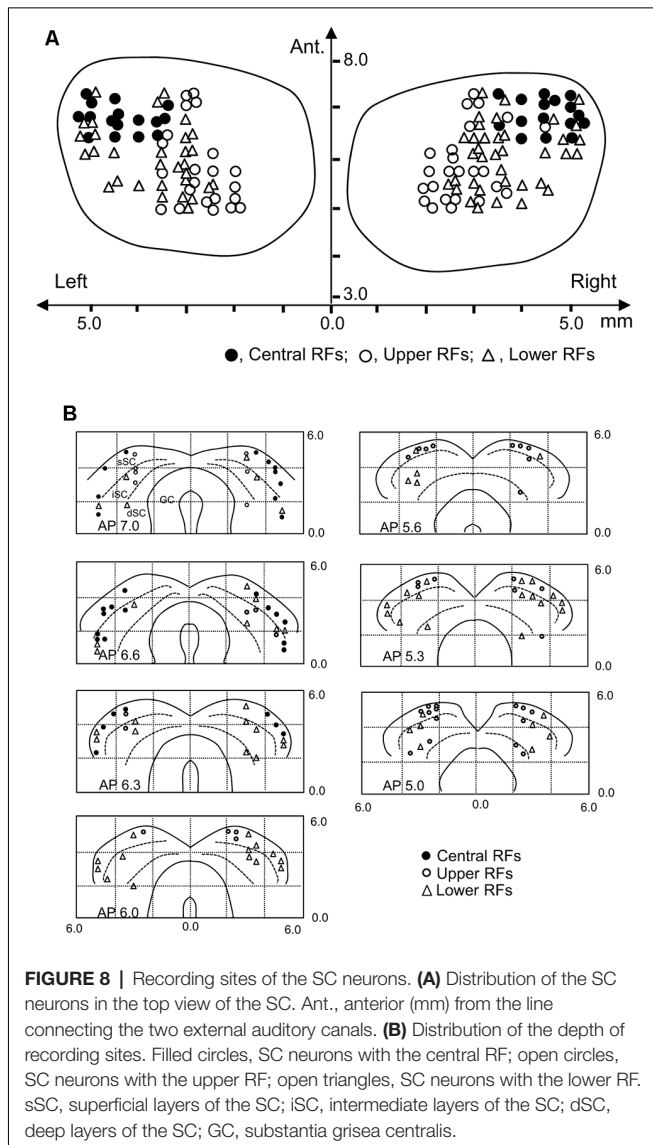 A
Ant.
8.0
Left
Right
3.0
5.0
0.0
5.0
mm
●, Central RFs; ○, Upper RFs; △, Lower RFs
B
sSC
iSC
dSC
GC
AP 7.0
6.0
0.0
AP 6.6
6.0
0.0
AP 6.3
6.0
0.0
AP 6.0
6.0
0.0
6.0
0.0
6.0
AP 5.6
6.0
0.0
AP 5.3
6.0
0.0
AP 5.0
6.0
0.0
6.0
0.0
6.0
● Central RFs
○ Upper RFs
△ Lower RFs
FIGURE 8 | Recording sites of the SC neurons. (A) Distribution of the SC
neurons in the top view of the SC. Ant., anterior (mm) from the line
connecting the two external auditory canals. (B) Distribution of the depth of
recording sites. Filled circles, SC neurons with the central RF; open circles,
SC neurons with the upper RF; open triangles, SC neurons with the lower RF.
sSC, superficial layers of the SC; iSC, intermediate layers of the SC; dSC,
deep layers of the SC; GC, substantia grisea centralis.